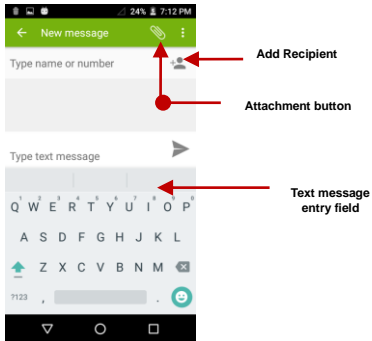 24% 7:12 PM
New message
Type name or number
Add Recipient
Attachment button
Type text message
Text message
entry field
1 2 3 4 5 6 7 8 9 0
Q W E R T Y U I O P
A S D F G H J K L
Z X C V B N M
?123 , .